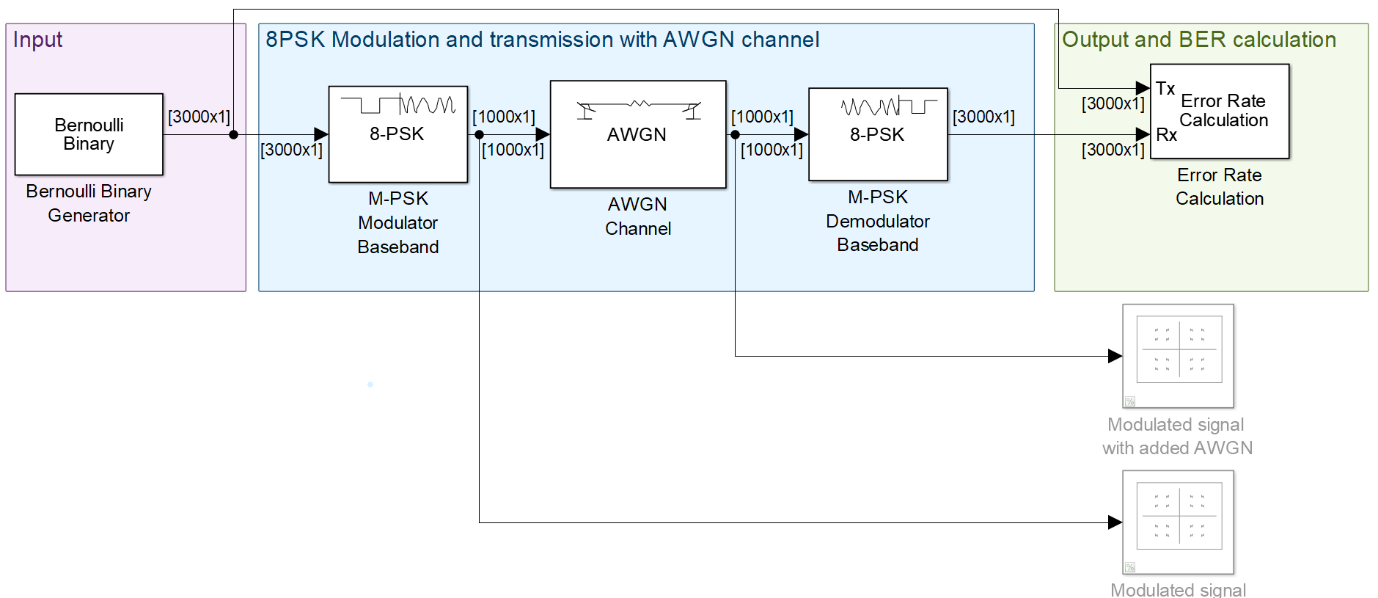 Input
8PSK Modulation and transmission with AWGN channel
Output and BER calculation
Bernoulli
Binary
Bernoulli Binary
Generator
[3000x1]
[3000x1]
8-PSK
M-PSK
Modulator
Baseband
[1000x1]
[1000x1]
AWGN
AWGN
Channel
[1000x1]
[1000x1]
8-PSK
M-PSK
Demodulator
Baseband
[3000x1]
[3000x1]
[3000x1]
Tx
Rx
Error Rate
Calculation
Error Rate
Calculation
Modulated signal
with added AWGN
Modulated signal